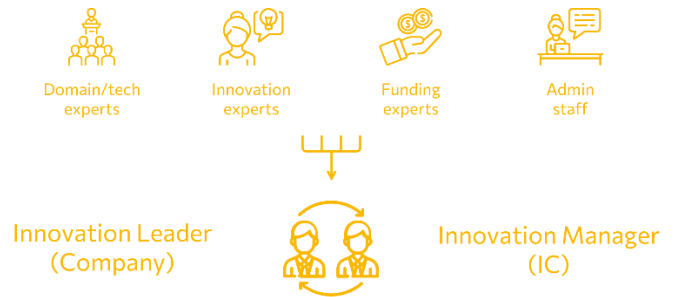 Domain/tech
experts
Innovation
experts
Funding
experts
Admin
staff
Innovation Leader
(Company)
Innovation Manager
(IC)